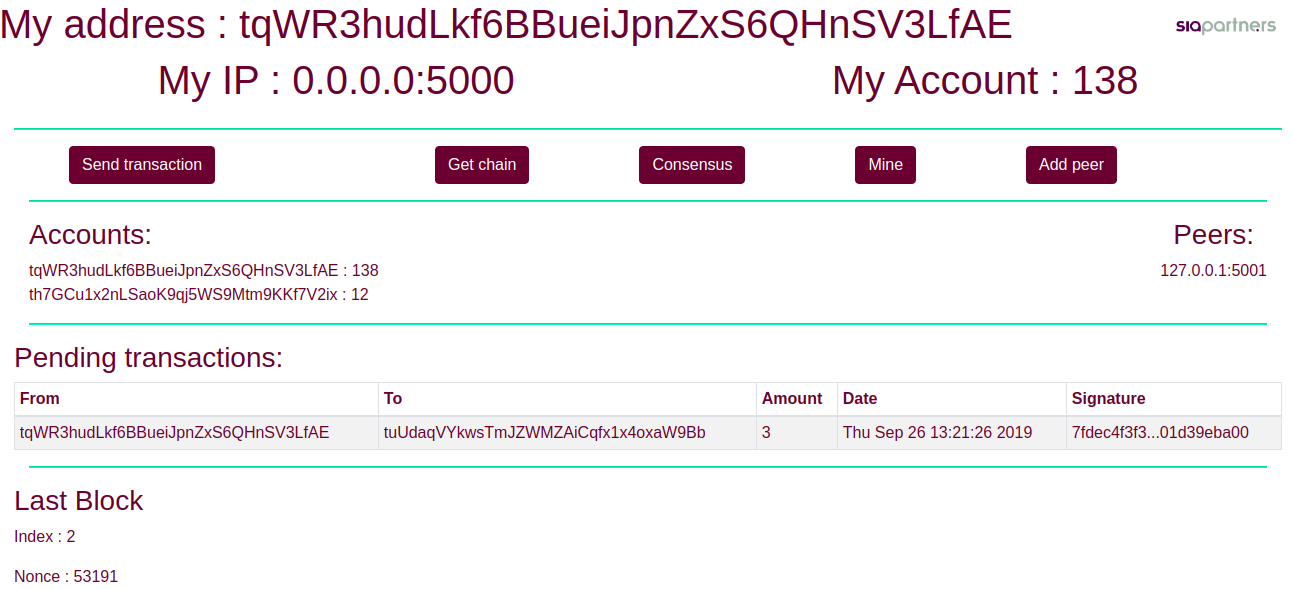 My address : tqWR3hudLkf6BBueiJpnZxS6QHnSV3LfAE
siapartners
My IP : 0.0.0.0:5000
My Account : 138
Send transaction
Get chain
Consensus
Mine
Add peer
Accounts:
Peers:
tqWR3hudLkf6BBueiJpnZxS6QHnSV3LfAE : 138
127.0.0.1:5001
th7GCu1x2nLSaoK9qj5WS9Mtm9KKf7V2ix : 12
Pending transactions:
From To Amount Date Signature
tqWR3hudLkf6BBueiJpnZxS6QHnSV3LfAE tuUdaqVYkwsTmJZWMZAiCqfx1x4oxaW9Bb 3 Thu Sep 26 13:21:26 2019 7fdec4f3f3...01d39eba00
Last Block
Index : 2
Nonce : 53191